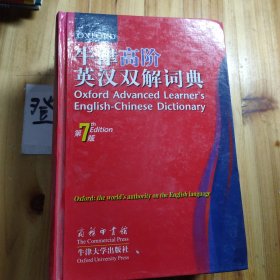 OXFORD
牛津高阶
英汉双解词典
Oxford Advanced Learner's
English-Chinese Dictionary
第7版
th Edition
Oxford: the world's authority on the English language
商务印书馆
The Commercial Press
牛津大学出版社
Oxford University Press
登